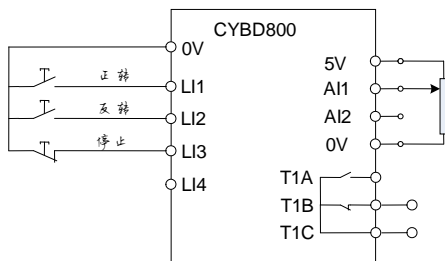 CYBD800
0V
正转
LI1
反转
LI2
停止
LI3
LI4
5V
AI1
AI2
0V
T1A
T1B
T1C